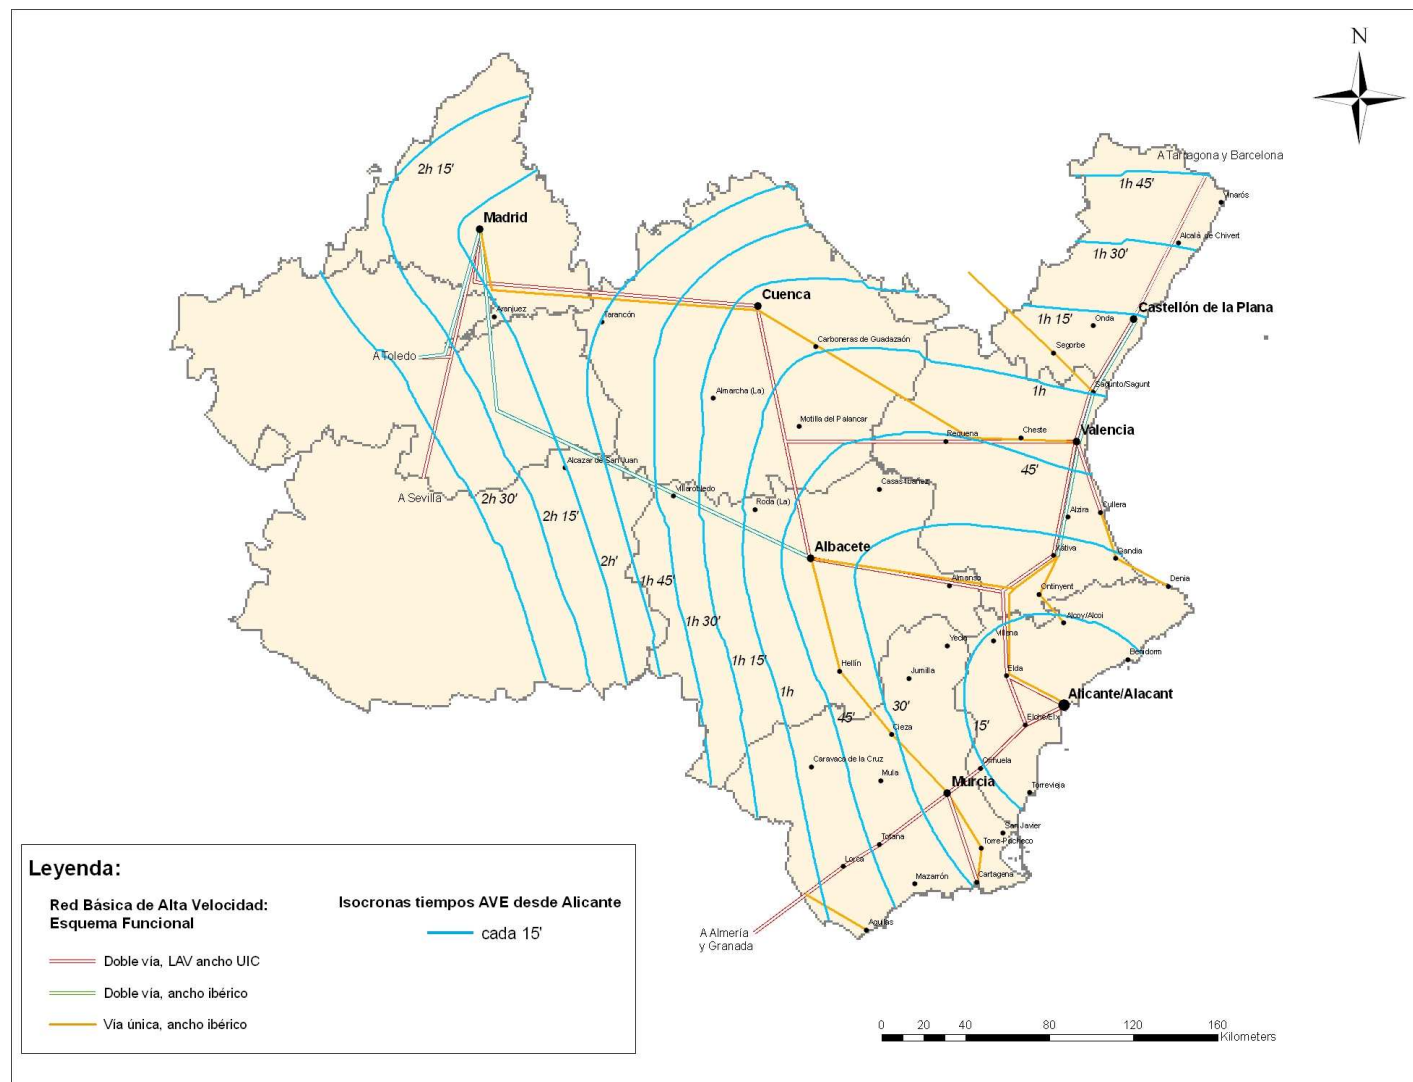 N
A Tarragona y Barcelona
2h 15'
1h 45'
Vinarós
Madrid
Alcalá de Chivert
1h 30'
Cuenca
Castellón de la Plana
Aranjuez
Tarancón
1h 15'
Onda
Carboneras de Guadazaón
Segorbe
A Toledo
Almarcha (La)
1h
Sagunto/Sagunt
Motilla del Palancar
Requena
Cheste
Valencia
Alcazar de San Juan
45'
A Sevilla
2h 30'
Villarobledo
Casas Ibáñez
Roda (La)
2h 15'
Alzira
Cullera
Albacete
2h'
Xátiva
Gandia
1h 45'
Almansa
Denia
Ontinyent
1h 30'
Alcoy/Alcoi
Yecla
Villena
Benidorm
1h 15'
Hellín
Jumilla
Elda
1h
Alicante/Alacant
45'
30'
15'
Elche/Elx
Cieza
Caravaca de la Cruz
Mula
Orihuela
Murcia
Torrevieja
San Javier
Totana
Torre-Pacheco
Lorca
Mazarrón
Cartagena
Aguilas
A Almería
y Granada
Leyenda:
Red Básica de Alta Velocidad:
Esquema Funcional
Isocronas tiempos AVE desde Alicante
cada 15'
Doble vía, LAV ancho UIC
Doble vía, ancho ibérico
Vía única, ancho ibérico
0 20 40 80 120 160
Kilometers